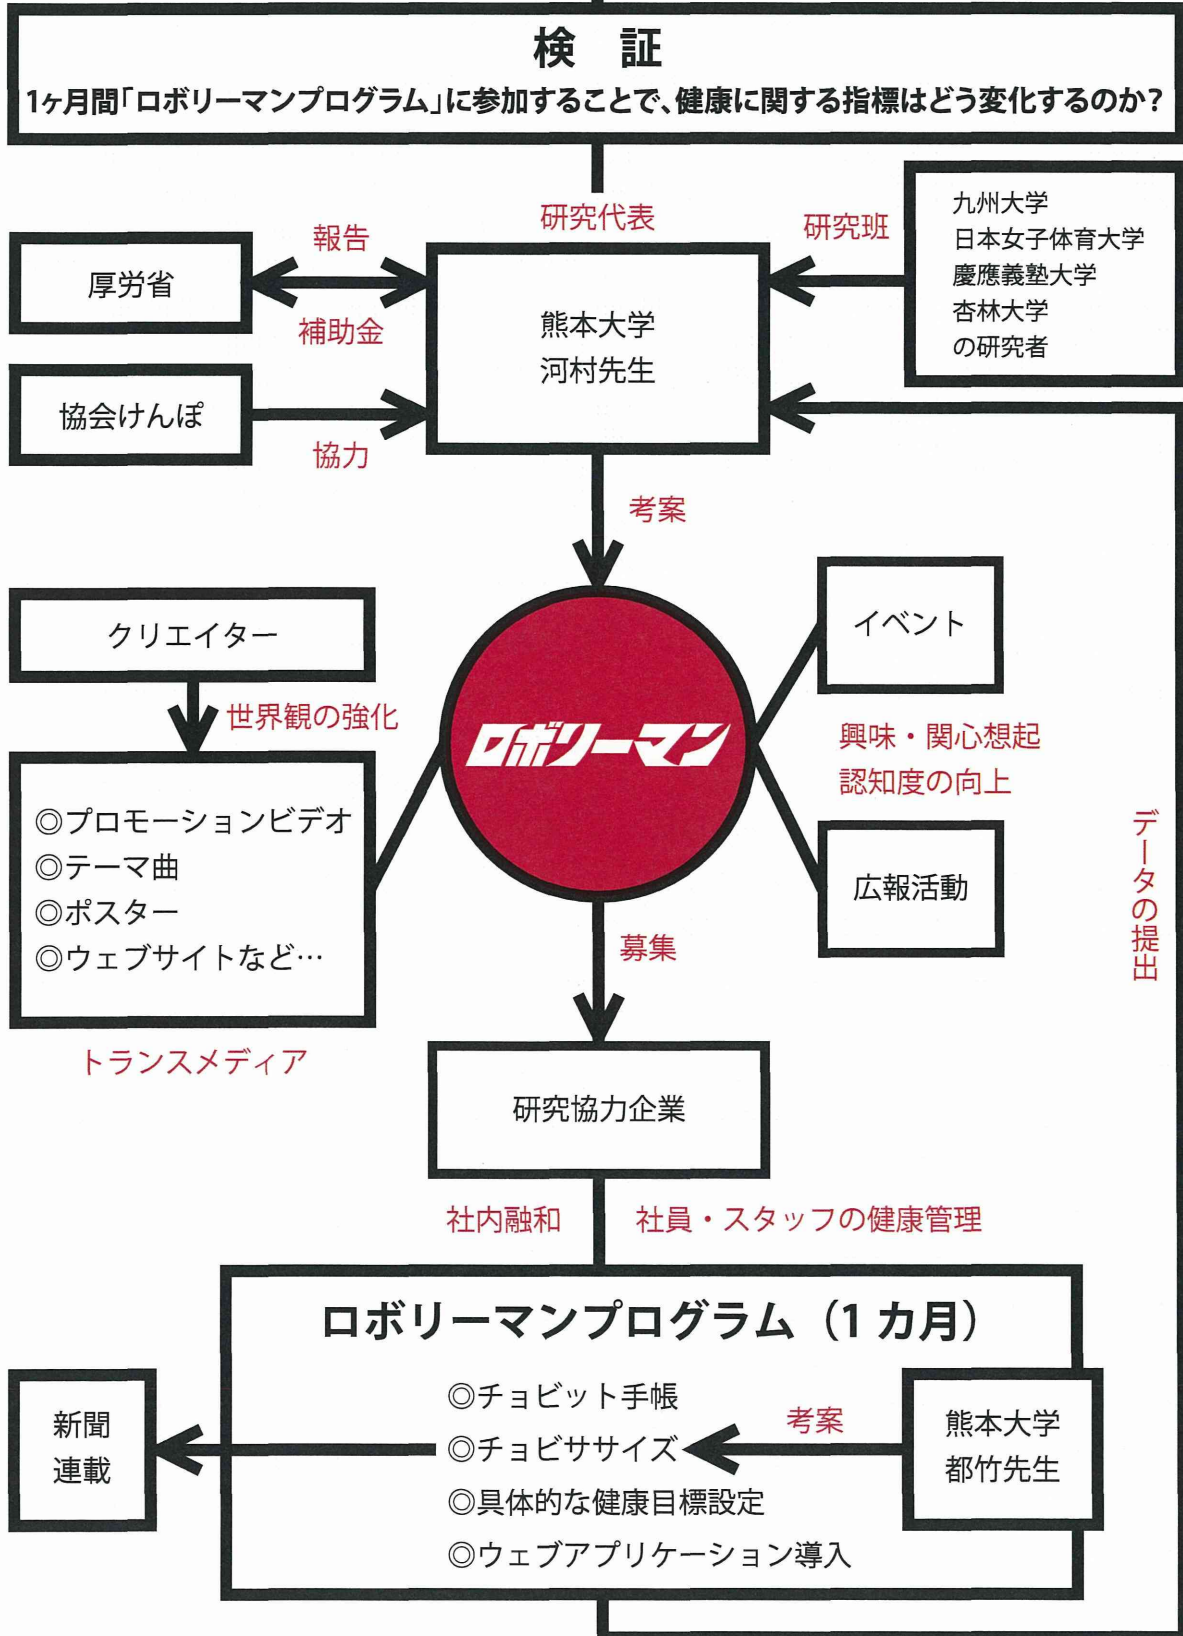 検 証
1ヶ月間「ロボリーマンプログラム」に参加することで、健康に関する指標はどう変化するのか?
研究代表
研究班
九州大学
日本女子体育大学
慶應義塾大学
杏林大学
の研究者
報告
厚労省
補助金
熊本大学
河村先生
協会けんぽ
協力
考案
クリエイター
世界観の強化
◎プロモーションビデオ
◎テーマ曲
◎ポスター
◎ウェブサイトなど…
トランスメディア
ロボリーマン
イベント
興味・関心想起
認知度の向上
広報活動
データの提出
募集
研究協力企業
社内融和
社員・スタッフの健康管理
ロボリーマンプログラム（1 カ月）
◎チョビット手帳
◎チョビササイズ
◎具体的な健康目標設定
◎ウェブアプリケーション導入
考案
熊本大学
都竹先生
新聞
連載